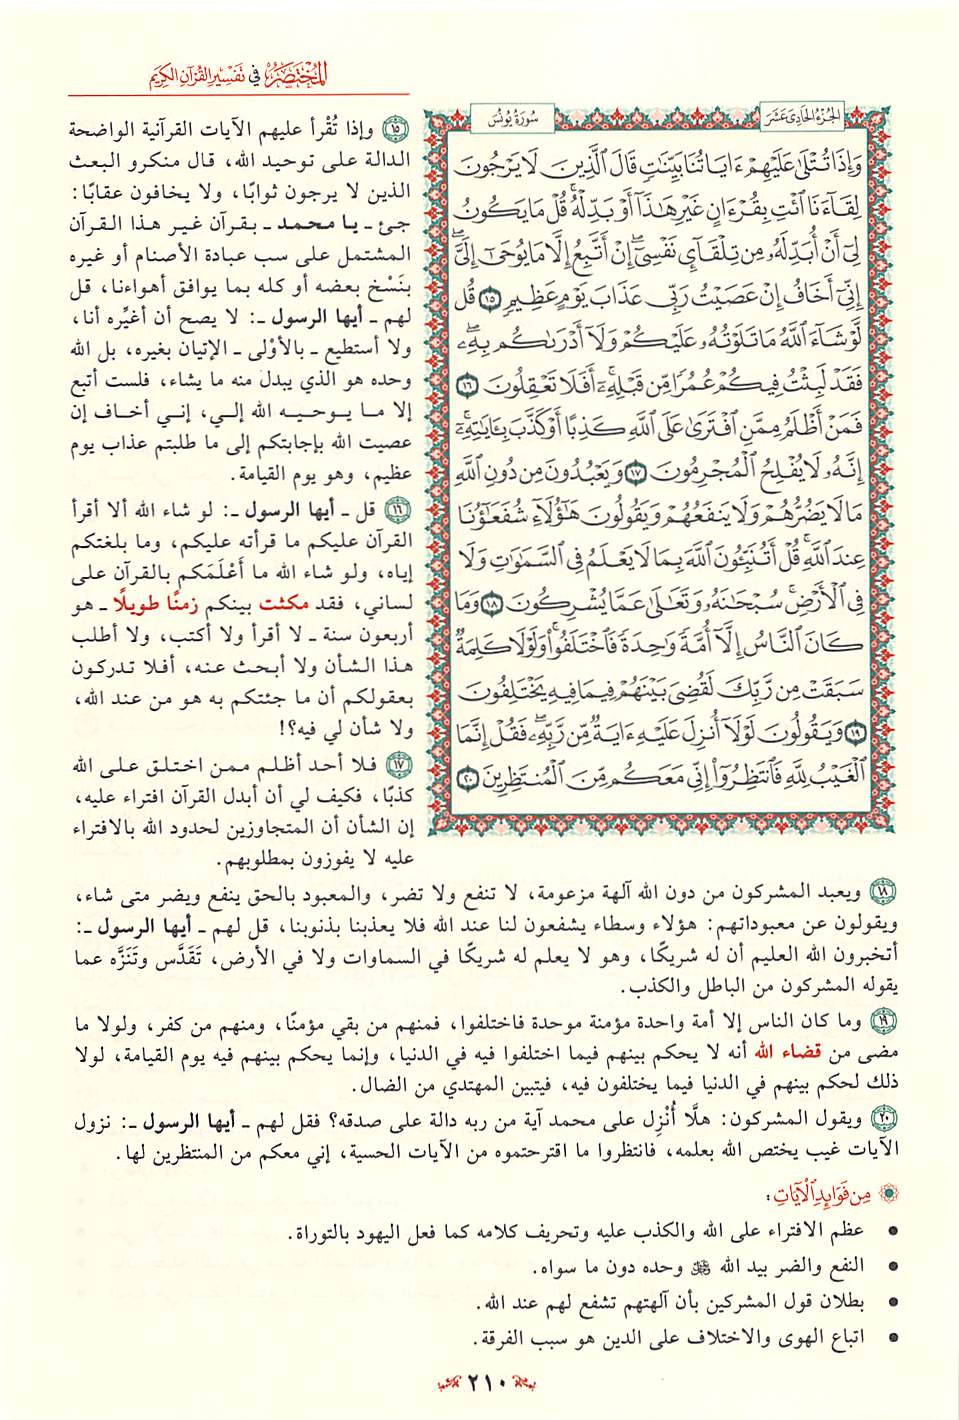 المختصر في تفسير القرآن الكريم
الجزء الحادي عشر
سورة يونس
وَإِذَا تُتْلَىٰ عَلَيْهِمْ ءَايَاتُنَا بَيِّنَٰتٍ قَالَ ٱلَّذِينَ لَا يَرْجُونَ
لِقَآءَنَا ٱئْتِ بِقُرْءَانٍ غَيْرِ هَٰذَآ أَوْ بَدِّلْهُ ۚ قُلْ مَا يَكُونُ
لِيٓ أَنْ أُبَدِّلَهُۥ مِن تِلْقَآيِٕ نَفْسِيٓ ۖ إِنْ أَتَّبِعُ إِلَّا مَا يُوحَىٰٓ إِلَيَّ ۖ
إِنِّيٓ أَخَافُ إِنْ عَصَيْتُ رَبِّي عَذَابَ يَوْمٍ عَظِيمٍ ١٥ قُل
لَّوْ شَآءَ ٱللَّهُ مَا تَلَوْتُهُۥ عَلَيْكُمْ وَلَآ أَدْرَىٰكُم بِهِۦ ۖ
فَقَدْ لَبِثْتُ فِيكُمْ عُمُرًا مِّن قَبْلِهِۦٓ ۚ أَفَلَا تَعْقِلُونَ ١٦
فَمَنْ أَظْلَمُ مِمَّنِ ٱفْتَرَىٰ عَلَى ٱللَّهِ كَذِبًا أَوْ كَذَّبَ بِـَٔايَٰتِهِۦٓ ۚ
إِنَّهُۥ لَا يُفْلِحُ ٱلْمُجْرِمُونَ ١٧ وَيَعْبُدُونَ مِن دُونِ ٱللَّهِ
مَا لَا يَضُرُّهُمْ وَلَا يَنفَعُهُمْ وَيَقُولُونَ هَٰٓؤُلَآءِ شُفَعَٰٓؤُنَا
عِندَ ٱللَّهِ ۚ قُلْ أَتُنَبِّـُٔونَ ٱللَّهَ بِمَا لَا يَعْلَمُ فِي ٱلسَّمَٰوَٰتِ وَلَا
فِي ٱلْأَرْضِ ۚ سُبْحَٰنَهُۥ وَتَعَٰلَىٰ عَمَّا يُشْرِكُونَ ١٨ وَمَا
كَانَ ٱلنَّاسُ إِلَّآ أُمَّةً وَٰحِدَةً فَٱخْتَلَفُوا۟ ۚ وَلَوْلَا كَلِمَةٌ
سَبَقَتْ مِن رَّبِّكَ لَقُضِيَ بَيْنَهُمْ فِيمَا فِيهِ يَخْتَلِفُونَ
١٩ وَيَقُولُونَ لَوْلَآ أُنزِلَ عَلَيْهِ ءَايَةٌ مِّن رَّبِّهِۦ ۖ فَقُلْ إِنَّمَا
ٱلْغَيْبُ لِلَّهِ فَٱنتَظِرُوٓا۟ إِنِّي مَعَكُم مِّنَ ٱلْمُنتَظِرِينَ ٢٠
١٥ وإذا تُقْرأ عليهم الآيات القرآنية الواضحة
الدالة على توحيد الله، قال منكرو البعث
الذين لا يرجون ثوابًا، ولا يخافون عقابًا:
جئ ـ يا محمد ـ بقرآن غير هذا القرآن
المشتمل على سب عبادة الأصنام أو غيره
بنَسْخ بعضه أو كله بما يوافق أهواءنا، قل
لهم ـ أيها الرسول ـ: لا يصح أن أغيِّره أنا،
ولا أستطيع ـ بالأوْلى ـ الإتيان بغيره، بل الله
وحده هو الذي يبدل منه ما يشاء، فلست أتبع
إلا ما يوحيه الله إلي، إني أخاف إن
عصيت الله بإجابتكم إلى ما طلبتم عذاب يوم
عظيم، وهو يوم القيامة.
١٦ قل ـ أيها الرسول ـ: لو شاء الله ألا أقرأ
القرآن عليكم ما قرأته عليكم، وما بلغتكم
إياه، ولو شاء الله ما أَعْلَمَكم بالقرآن على
لساني، فقد مكثت بينكم زمنًا طويلًا ـ هو
أربعون سنة ـ لا أقرأ ولا أكتب، ولا أطلب
هذا الشأن ولا أبحث عنه، أفلا تدركون
بعقولكم أن ما جئتكم به هو من عند الله،
ولا شأن لي فيه؟!
١٧ فلا أحد أظلم ممن اختلق على الله
كذبًا، فكيف لي أن أبدل القرآن افتراء عليه،
إن الشأن أن المتجاوزين لحدود الله بالافتراء
عليه لا يفوزون بمطلوبهم.
١٨ ويعبد المشركون من دون الله آلهة مزعومة، لا تنفع ولا تضر، والمعبود بالحق ينفع ويضر متى شاء،
ويقولون عن معبوداتهم: هؤلاء وسطاء يشفعون لنا عند الله فلا يعذبنا بذنوبنا، قل لهم ـ أيها الرسول ـ:
أتخبرون الله العليم أن له شريكًا، وهو لا يعلم له شريكًا في السماوات ولا في الأرض، تَقَدَّس وتَنَزَّه عما
يقوله المشركون من الباطل والكذب.
١٩ وما كان الناس إلا أمة واحدة مؤمنة موحدة فاختلفوا، فمنهم من بقي مؤمنًا، ومنهم من كفر، ولولا ما
مضى من قضاء الله أنه لا يحكم بينهم فيما اختلفوا فيه في الدنيا، وإنما يحكم بينهم فيه يوم القيامة، لولا
ذلك لحكم بينهم في الدنيا فيما يختلفون فيه، فيتبين المهتدي من الضال.
٢٠ ويقول المشركون: هلَّا أُنْزِل على محمد آية من ربه دالة على صدقه؟ فقل لهم ـ أيها الرسول ـ: نزول
الآيات غيب يختص الله بعلمه، فانتظروا ما اقترحتموه من الآيات الحسية، إني معكم من المنتظرين لها.
من فوائد الآيات:
• عظم الافتراء على الله والكذب عليه وتحريف كلامه كما فعل اليهود بالتوراة.
• النفع والضر بيد الله ﷻ وحده دون ما سواه.
• بطلان قول المشركين بأن آلهتهم تشفع لهم عند الله.
• اتباع الهوى والاختلاف على الدين هو سبب الفرقة.
٢١٠